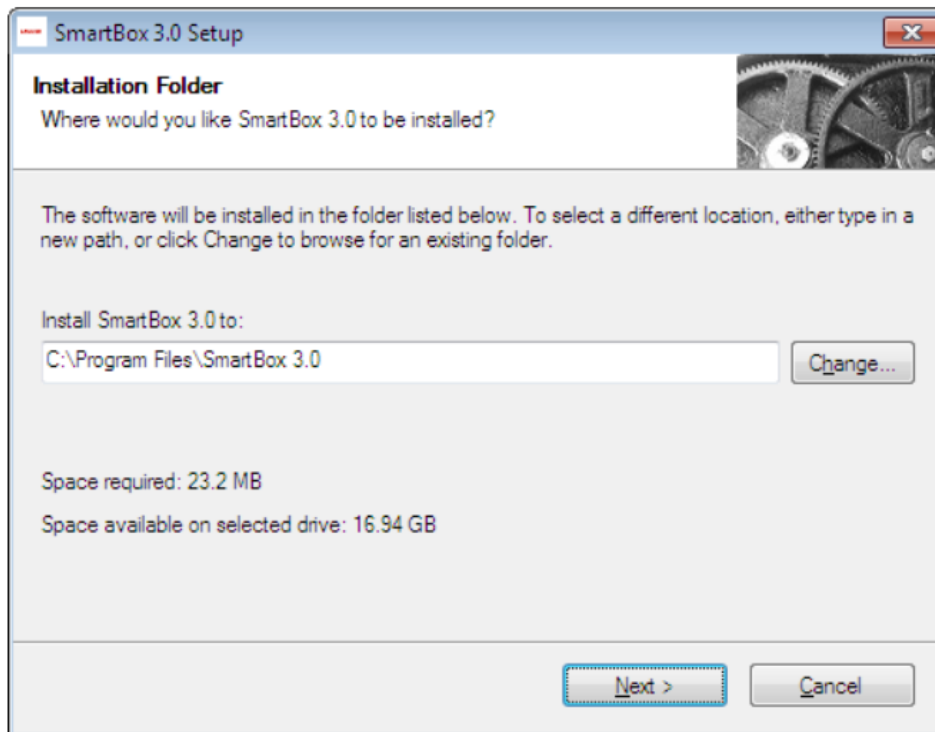 SmartBox 3.0 Setup
Installation Folder
Where would you like SmartBox 3.0 to be installed?
The software will be installed in the folder listed below. To select a different location, either type in a
new path, or click Change to browse for an existing folder.
Install SmartBox 3.0 to:
C:\Program Files\SmartBox 3.0
Change...
Space required: 23.2 MB
Space available on selected drive: 16.94 GB
Next >
Cancel